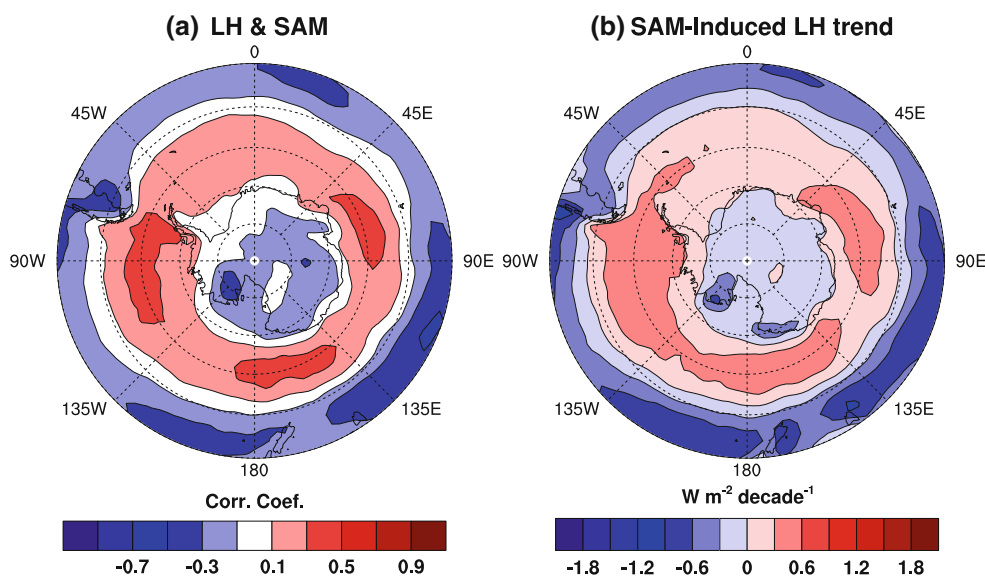 (a) LH & SAM
(b) SAM-Induced LH trend
0
45W
45E
90W
90E
135W
135E
180
0
45W
45E
90W
90E
135W
135E
180
Corr. Coef.
-0.7 -0.3 0.1 0.5 0.9
W m⁻² decade⁻¹
-1.8 -1.2 -0.6 0 0.6 1.2 1.8